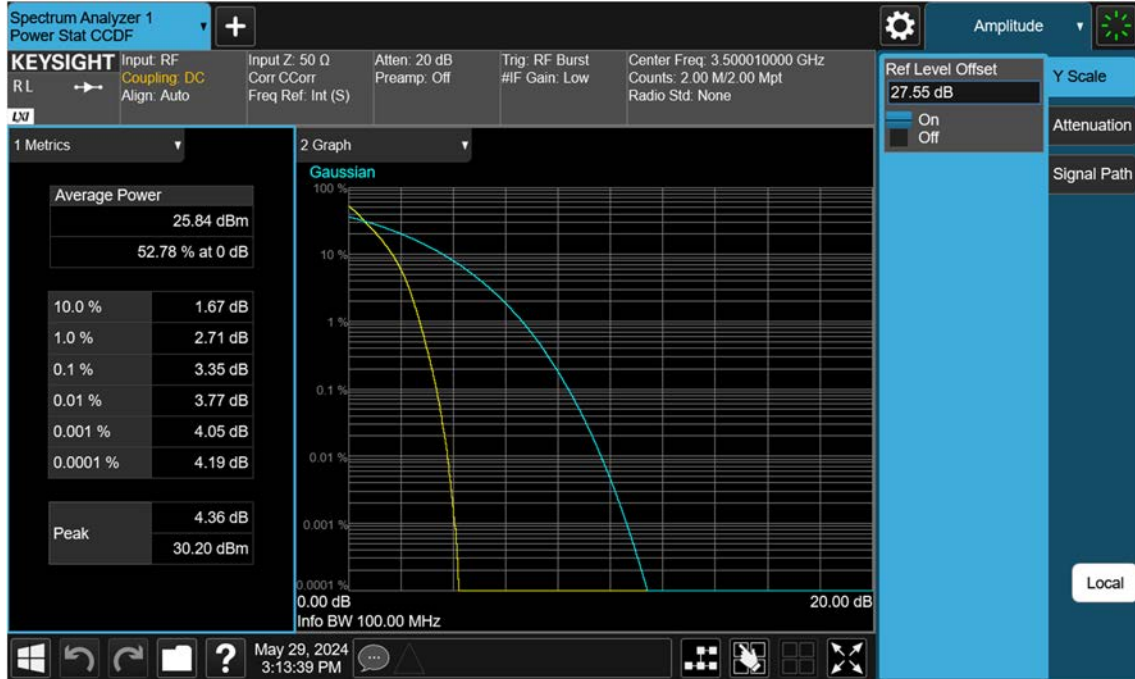 Spectrum Analyzer 1
Power Stat CCDF
Amplitude
KEYSIGHT
R L
LXI
Input: RF
Coupling: DC
Align: Auto
Input Z: 50 Ω
Corr CCorr
Freq Ref: Int (S)
Atten: 20 dB
Preamp: Off
Trig: RF Burst
#IF Gain: Low
Center Freq: 3.500010000 GHz
Counts: 2.00 M/2.00 Mpt
Radio Std: None
Ref Level Offset
27.55 dB
On
Off
Y Scale
Attenuation
Signal Path
Local
1 Metrics
Average Power
25.84 dBm
52.78 % at 0 dB
10.0 % 1.67 dB
1.0 % 2.71 dB
0.1 % 3.35 dB
0.01 % 3.77 dB
0.001 % 4.05 dB
0.0001 % 4.19 dB
Peak
4.36 dB
30.20 dBm
2 Graph
Gaussian
100 %
10 %
1 %
0.1 %
0.01 %
0.001 %
0.0001 %
0.00 dB 20.00 dB
Info BW 100.00 MHz
?
May 29, 2024
3:13:39 PM